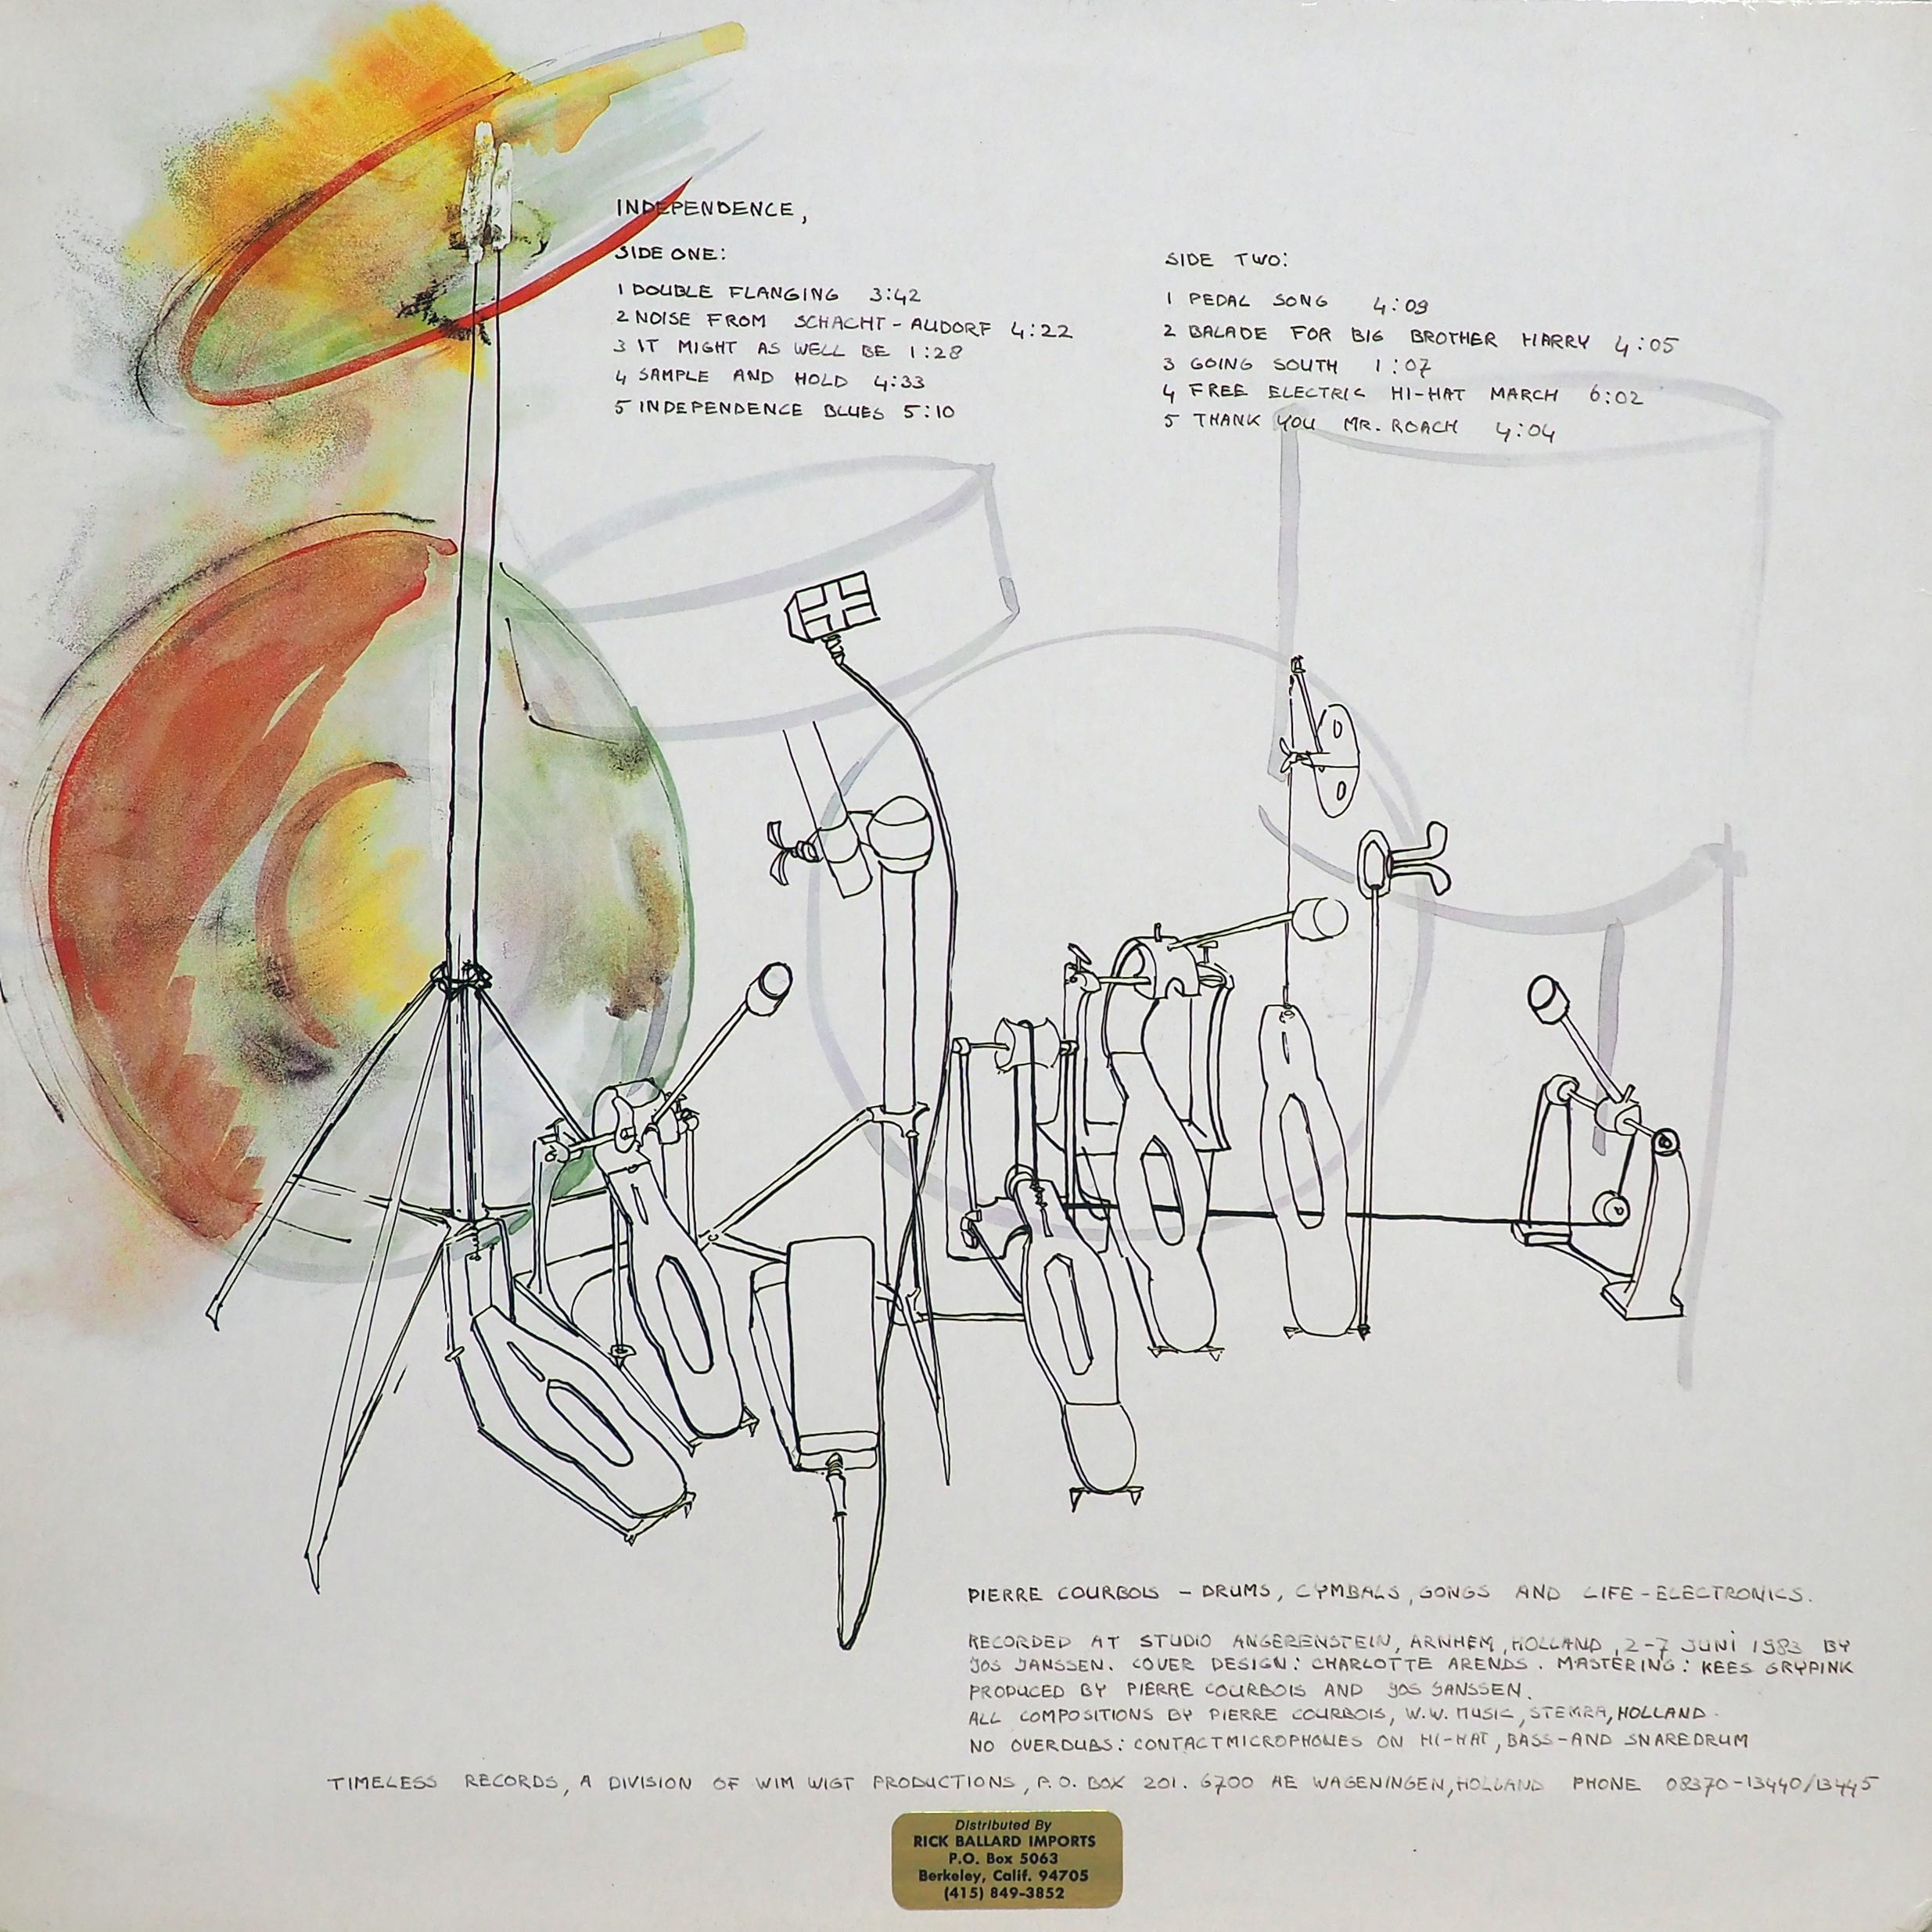 INDEPENDENCE,
SIDE ONE:
1 DOUBLE FLANGING 3:42
2 NOISE FROM SCHACHT-AUDORF 4:22
3 IT MIGHT AS WELL BE 1:28
4 SAMPLE AND HOLD 4:33
5 INDEPENDENCE BLUES 5:10
SIDE TWO:
1 PEDAL SONG 4:09
2 BALADE FOR BIG BROTHER HARRY 4:05
3 GOING SOUTH 1:07
4 FREE ELECTRIC HI-HAT MARCH 6:02
5 THANK YOU MR. ROACH 4:04
PIERRE COURBOIS - DRUMS, CYMBALS, GONGS AND LIFE-ELECTRONICS.
RECORDED AT STUDIO ANGERENSTEIN, ARNHEM, HOLLAND, 2-7 JUNI 1983 BY
JOS JANSSEN. COVER DESIGN: CHARLOTTE ARENDS. MASTERING: KEES GRYPINK
PRODUCED BY PIERRE COURBOIS AND JOS JANSSEN.
ALL COMPOSITIONS BY PIERRE COURBOIS, W.W. MUSIC, STEMRA, HOLLAND.
NO OVERDUBS: CONTACTMICROPHONES ON HI-HAT, BASS-AND SNAREDRUM
TIMELESS RECORDS, A DIVISION OF WIM WIGT PRODUCTIONS, P.O. BOX 201. 6700 AE WAGENINGEN, HOLLAND PHONE 08370-13440/13445
Distributed By
RICK BALLARD IMPORTS
P.O. Box 5063
Berkeley, Calif. 94705
(415) 849-3852